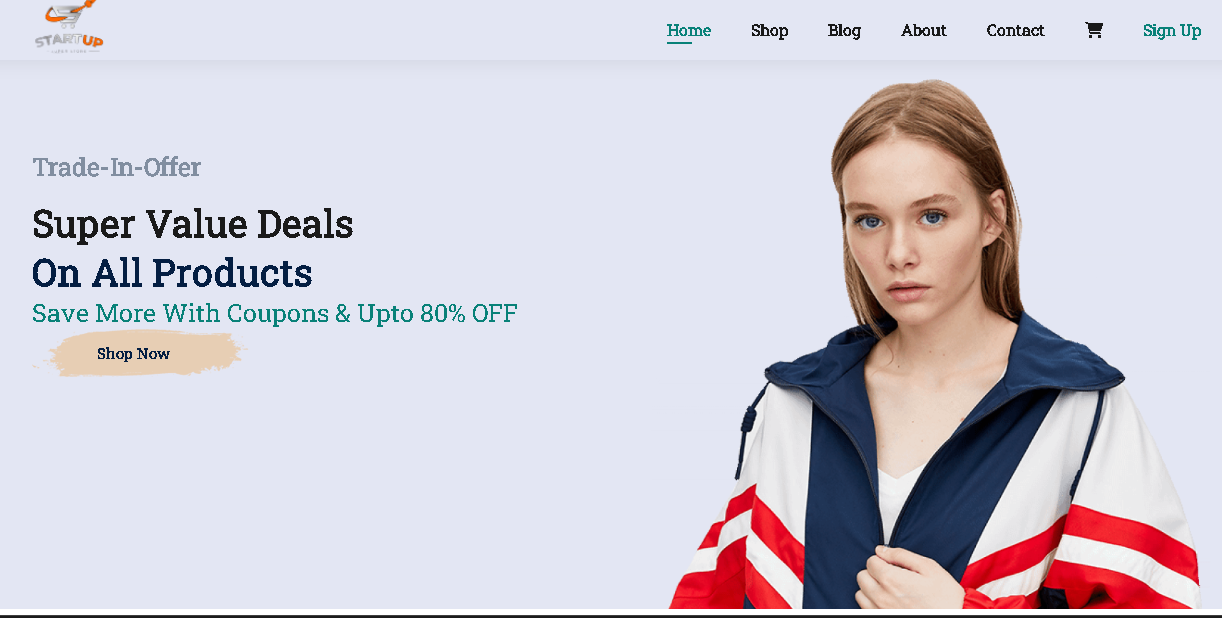 STARTUP
Home Shop Blog About Contact Sign Up
Trade-In-Offer
Super Value Deals
On All Products
Save More With Coupons & Upto 80% OFF
Shop Now